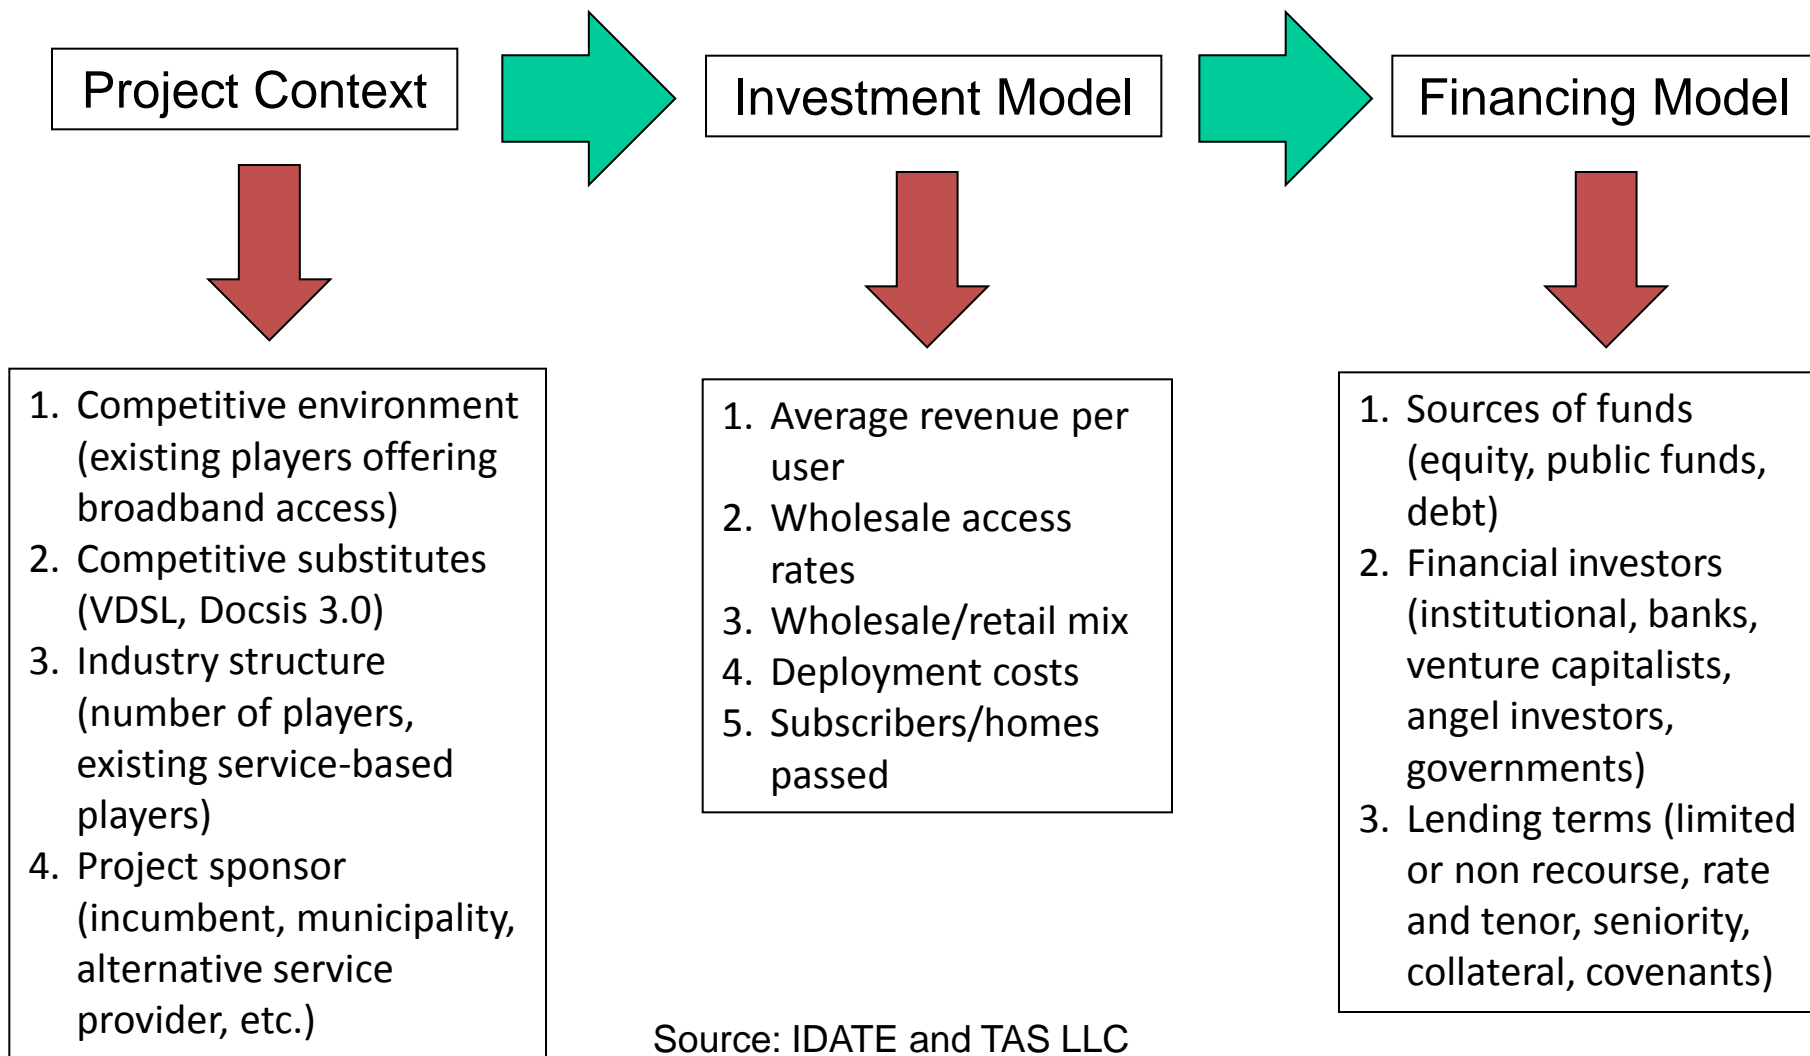 Project Context
Investment Model
Financing Model
1. Competitive environment
(existing players offering
broadband access)
2. Competitive substitutes
(VDSL, Docsis 3.0)
3. Industry structure
(number of players,
existing service-based
players)
4. Project sponsor
(incumbent, municipality,
alternative service
provider, etc.)
1. Average revenue per
user
2. Wholesale access
rates
3. Wholesale/retail mix
4. Deployment costs
5. Subscribers/homes
passed
1. Sources of funds
(equity, public funds,
debt)
2. Financial investors
(institutional, banks,
venture capitalists,
angel investors,
governments)
3. Lending terms (limited
or non recourse, rate
and tenor, seniority,
collateral, covenants)
Source: IDATE and TAS LLC